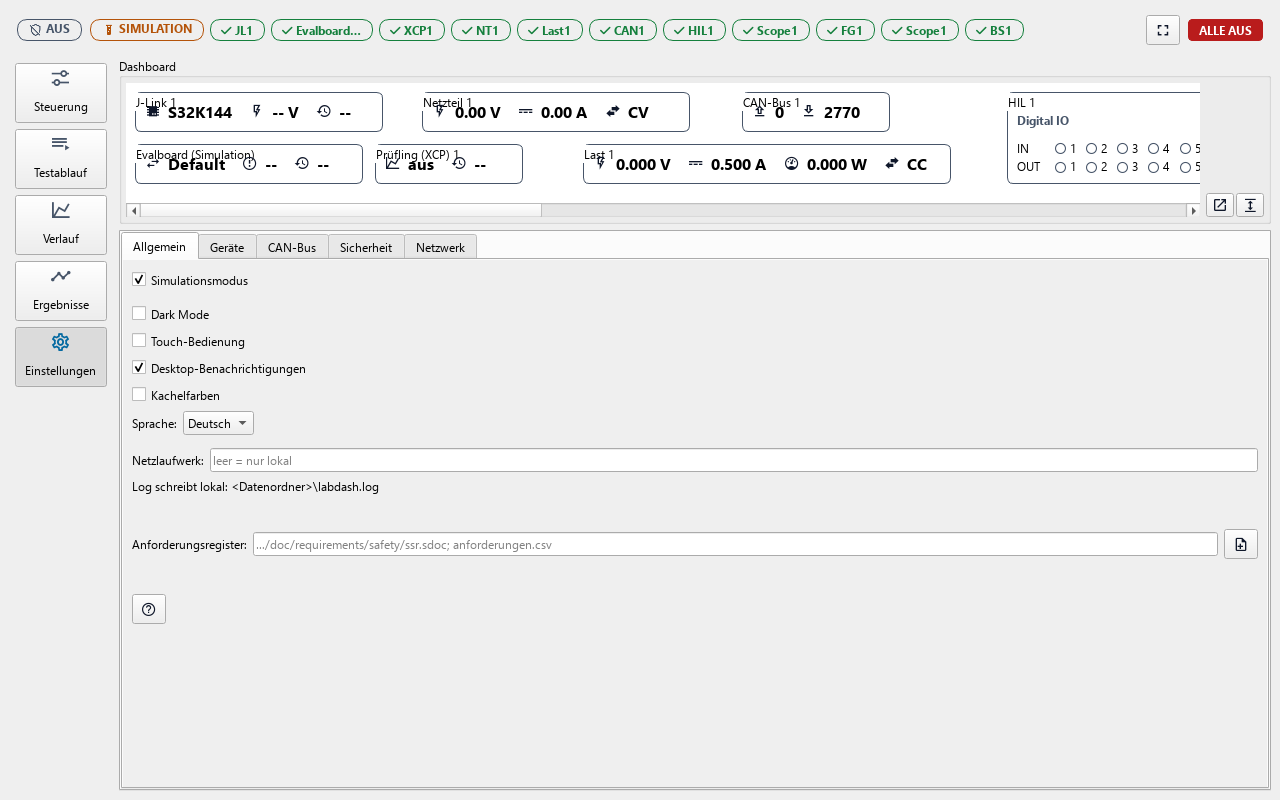 AUS SIMULATION JL1 Evalboard... XCP1 NT1 Last1 CAN1 HIL1 Scope1 FG1 Scope1 BS1 ALLE AUS
Dashboard
Steuerung
Testablauf
Verlauf
Ergebnisse
Einstellungen
J-Link 1
S32K144 -- V --
Netzteil 1
0.00 V 0.00 A CV
CAN-Bus 1
0 2770
HIL 1
Digital IO
IN 1 2 3 4 5
OUT 1 2 3 4 5
Evalboard (Simulation)
Default -- --
Prüfling (XCP) 1
aus --
Last 1
0.000 V 0.500 A 0.000 W CC
Allgemein Geräte CAN-Bus Sicherheit Netzwerk
Simulationsmodus
Dark Mode
Touch-Bedienung
Desktop-Benachrichtigungen
Kachelfarben
Sprache: Deutsch
Netzlaufwerk: leer = nur lokal
Log schreibt lokal: <Datenordner>\labdash.log
Anforderungsregister: .../doc/requirements/safety/ssr.sdoc; anforderungen.csv